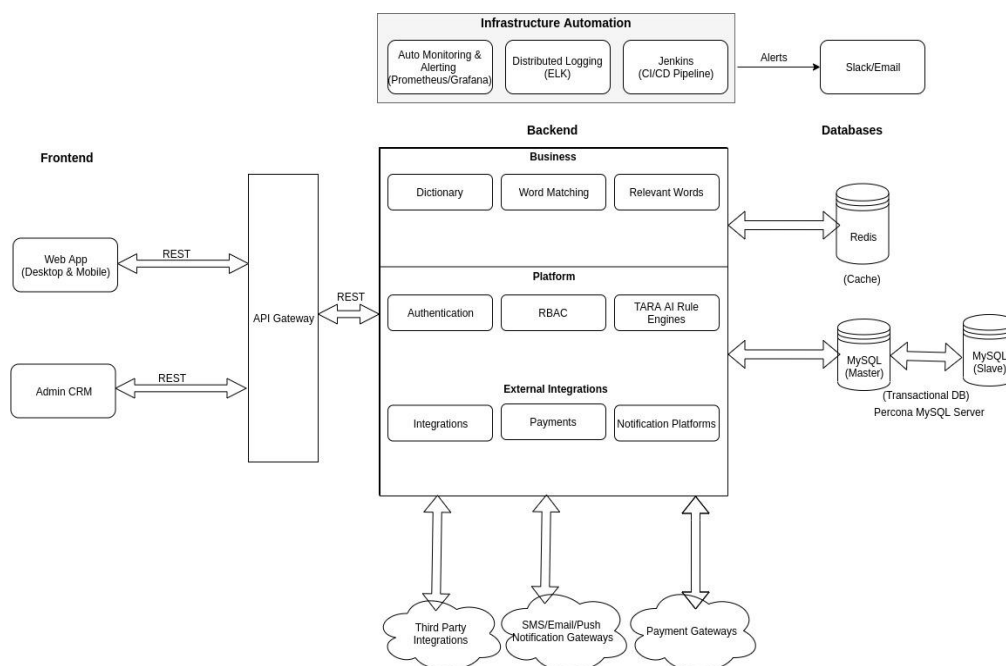 Infrastructure Automation
Auto Monitoring &
Alerting
(Prometheus/Grafana)
Distributed Logging
(ELK)
Jenkins
(CI/CD Pipeline)
Alerts
Slack/Email
Backend
Databases
Frontend
Business
Dictionary
Word Matching
Relevant Words
Redis
(Cache)
Web App
(Desktop & Mobile)
REST
API Gateway
REST
Platform
Authentication
RBAC
TARA AI Rule
Engines
MySQL
(Master)
MySQL
(Slave)
(Transactional DB)
Percona MySQL Server
Admin CRM
REST
External Integrations
Integrations
Payments
Notification Platforms
Third Party
Integrations
SMS/Email/Push
Notification Gateways
Payment Gateways